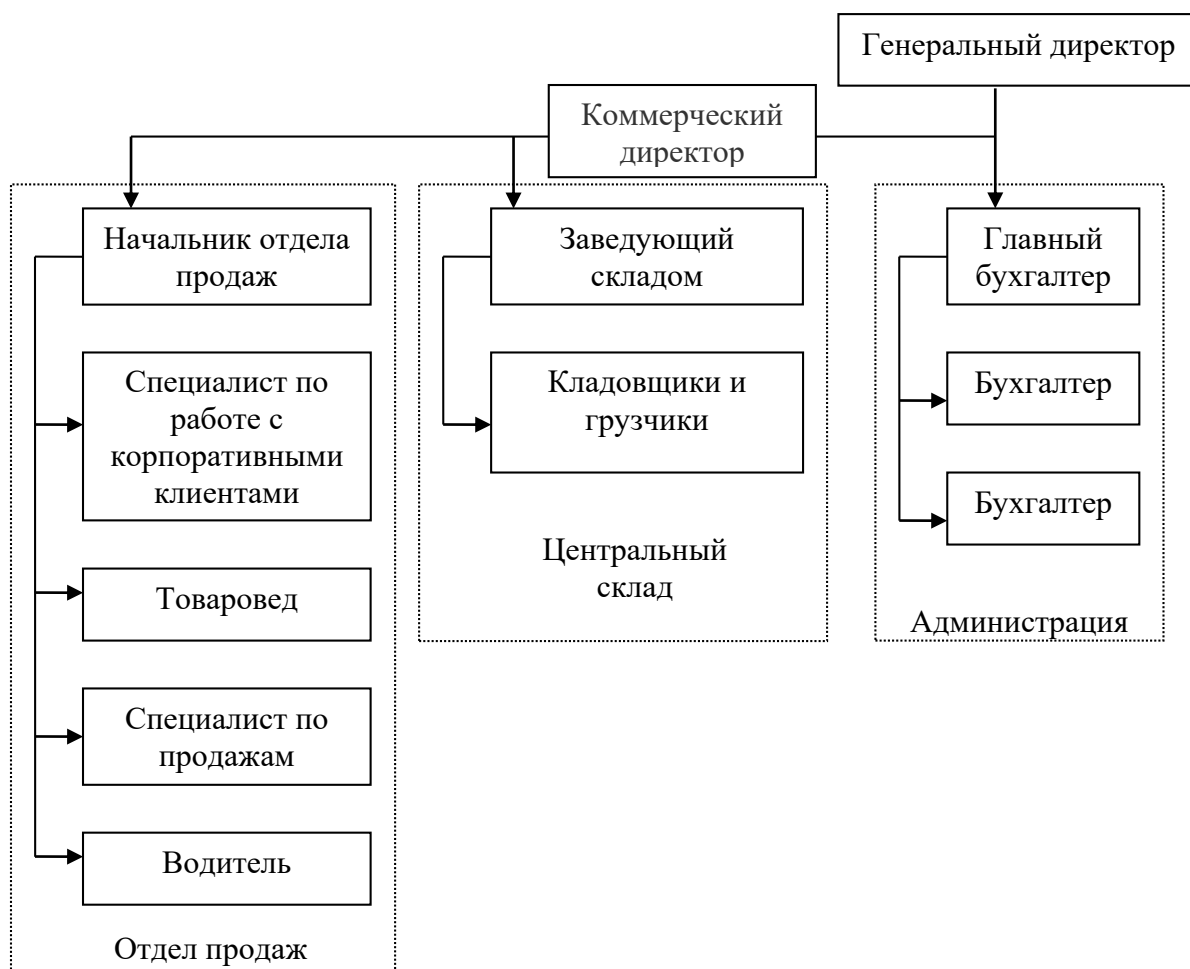 Генеральный директор
Коммерческий
директор
Начальник отдела
продаж
Специалист по
работе с
корпоративными
клиентами
Товаровед
Специалист по
продажам
Водитель
Отдел продаж
Заведующий
складом
Кладовщики и
грузчики
Центральный
склад
Главный
бухгалтер
Бухгалтер
Бухгалтер
Администрация